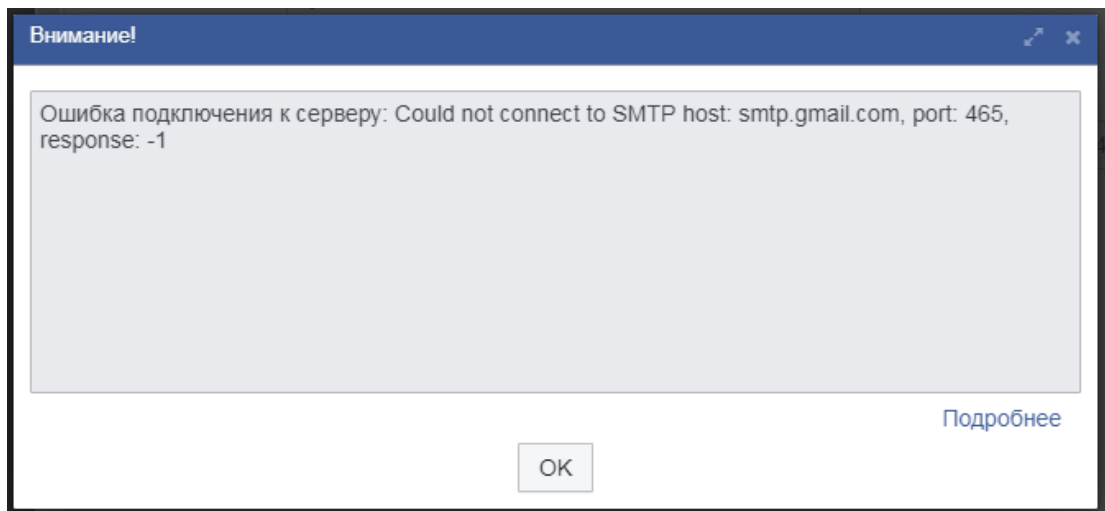 Внимание!
Ошибка подключения к серверу: Could not connect to SMTP host: smtp.gmail.com, port: 465,
response: -1
Подробнее
OK